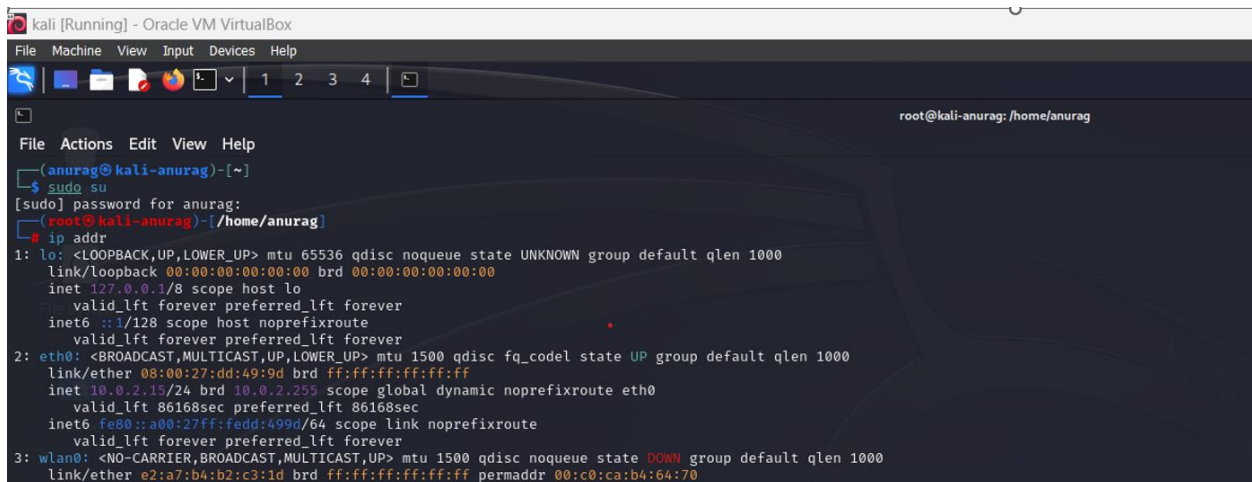 kali [Running] - Oracle VM VirtualBox
File Machine View Input Devices Help
1 2 3 4
root@kali-anurag: /home/anurag
File Actions Edit View Help
(anurag㉿kali-anurag)-[~]
$ sudo su
[sudo] password for anurag:
(root㉿kali-anurag)-[/home/anurag]
# ip addr
1: lo: <LOOPBACK,UP,LOWER_UP> mtu 65536 qdisc noqueue state UNKNOWN group default qlen 1000
link/loopback 00:00:00:00:00:00 brd 00:00:00:00:00:00
inet 127.0.0.1/8 scope host lo
valid_lft forever preferred_lft forever
inet6 ::1/128 scope host noprefixroute
valid_lft forever preferred_lft forever
2: eth0: <BROADCAST,MULTICAST,UP,LOWER_UP> mtu 1500 qdisc fq_codel state UP group default qlen 1000
link/ether 08:00:27:dd:49:9d brd ff:ff:ff:ff:ff:ff
inet 10.0.2.15/24 brd 10.0.2.255 scope global dynamic noprefixroute eth0
valid_lft 86168sec preferred_lft 86168sec
inet6 fe80::a00:27ff:fedd:499d/64 scope link noprefixroute
valid_lft forever preferred_lft forever
3: wlan0: <NO-CARRIER,BROADCAST,MULTICAST,UP> mtu 1500 qdisc noqueue state DOWN group default qlen 1000
link/ether e2:a7:b4:b2:c3:1d brd ff:ff:ff:ff:ff:ff permaddr 00:c0:ca:b4:64:70